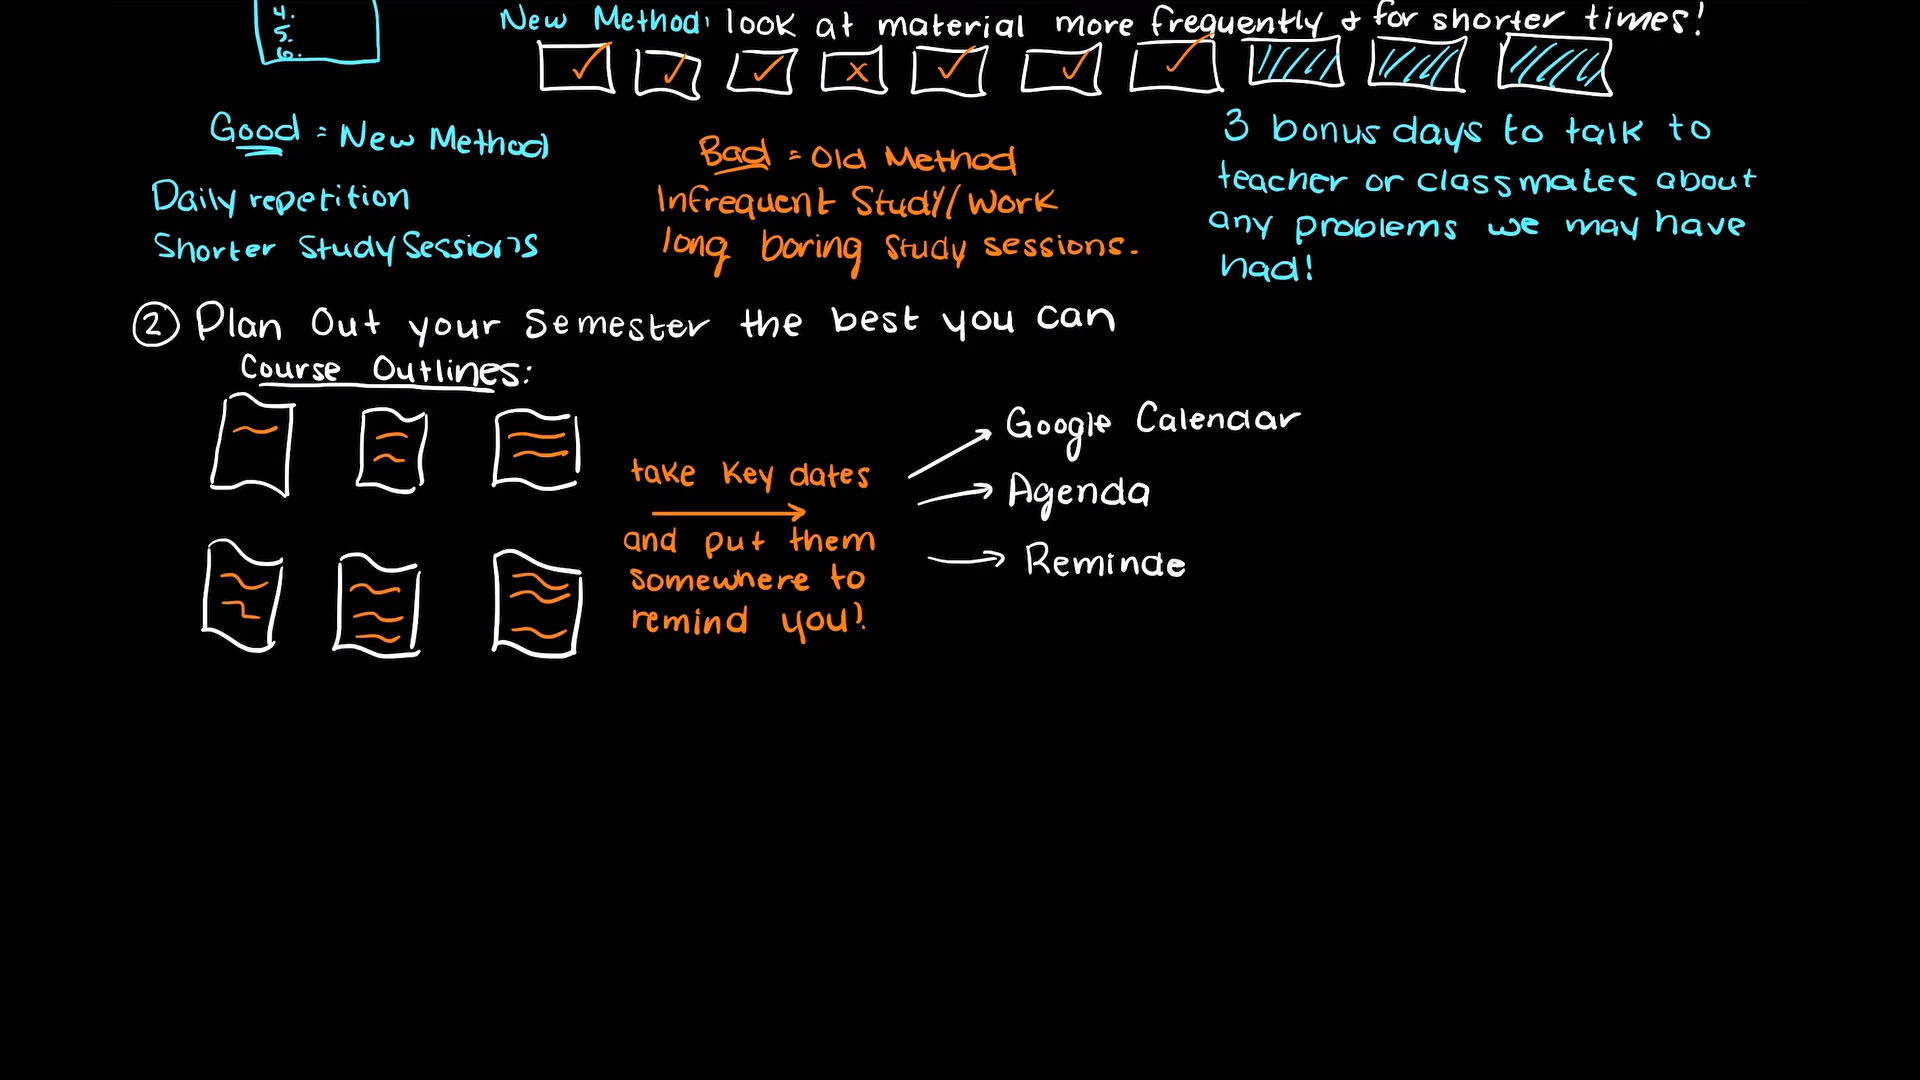 4.
5.
6.
New Method: look at material more frequently & for shorter times!
Good = New Method
Daily repetition
Shorter Study Sessions
Bad = Old Method
Infrequent Study/Work
long boring study sessions.
3 bonus days to talk to
teacher or classmates about
any problems we may have
had!
② Plan Out your Semester the best you can
Course Outlines:
take key dates
and put them
somewhere to
remind you!
Google Calendar
Agenda
Reminde